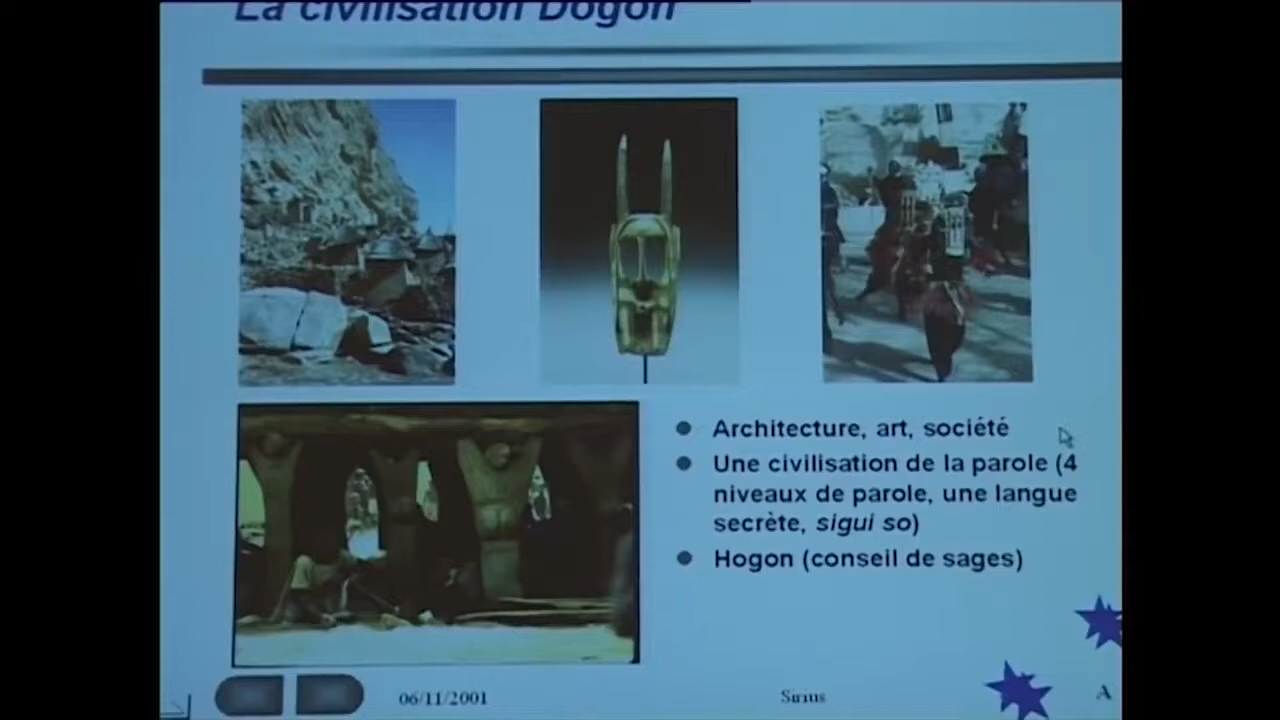 La civilisation Dogon
Architecture, art, société
Une civilisation de la parole (4
niveaux de parole, une langue
secrète, sigui so)
Hogon (conseil de sages)
06/11/2001
Sirius
A